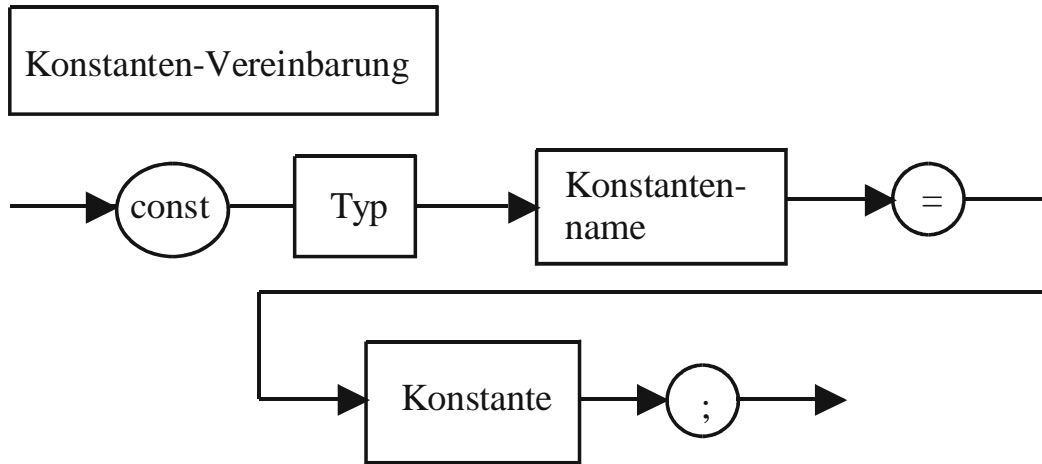 Konstanten-Vereinbarung
const
Typ
Konstanten-
name
=
Konstante
;